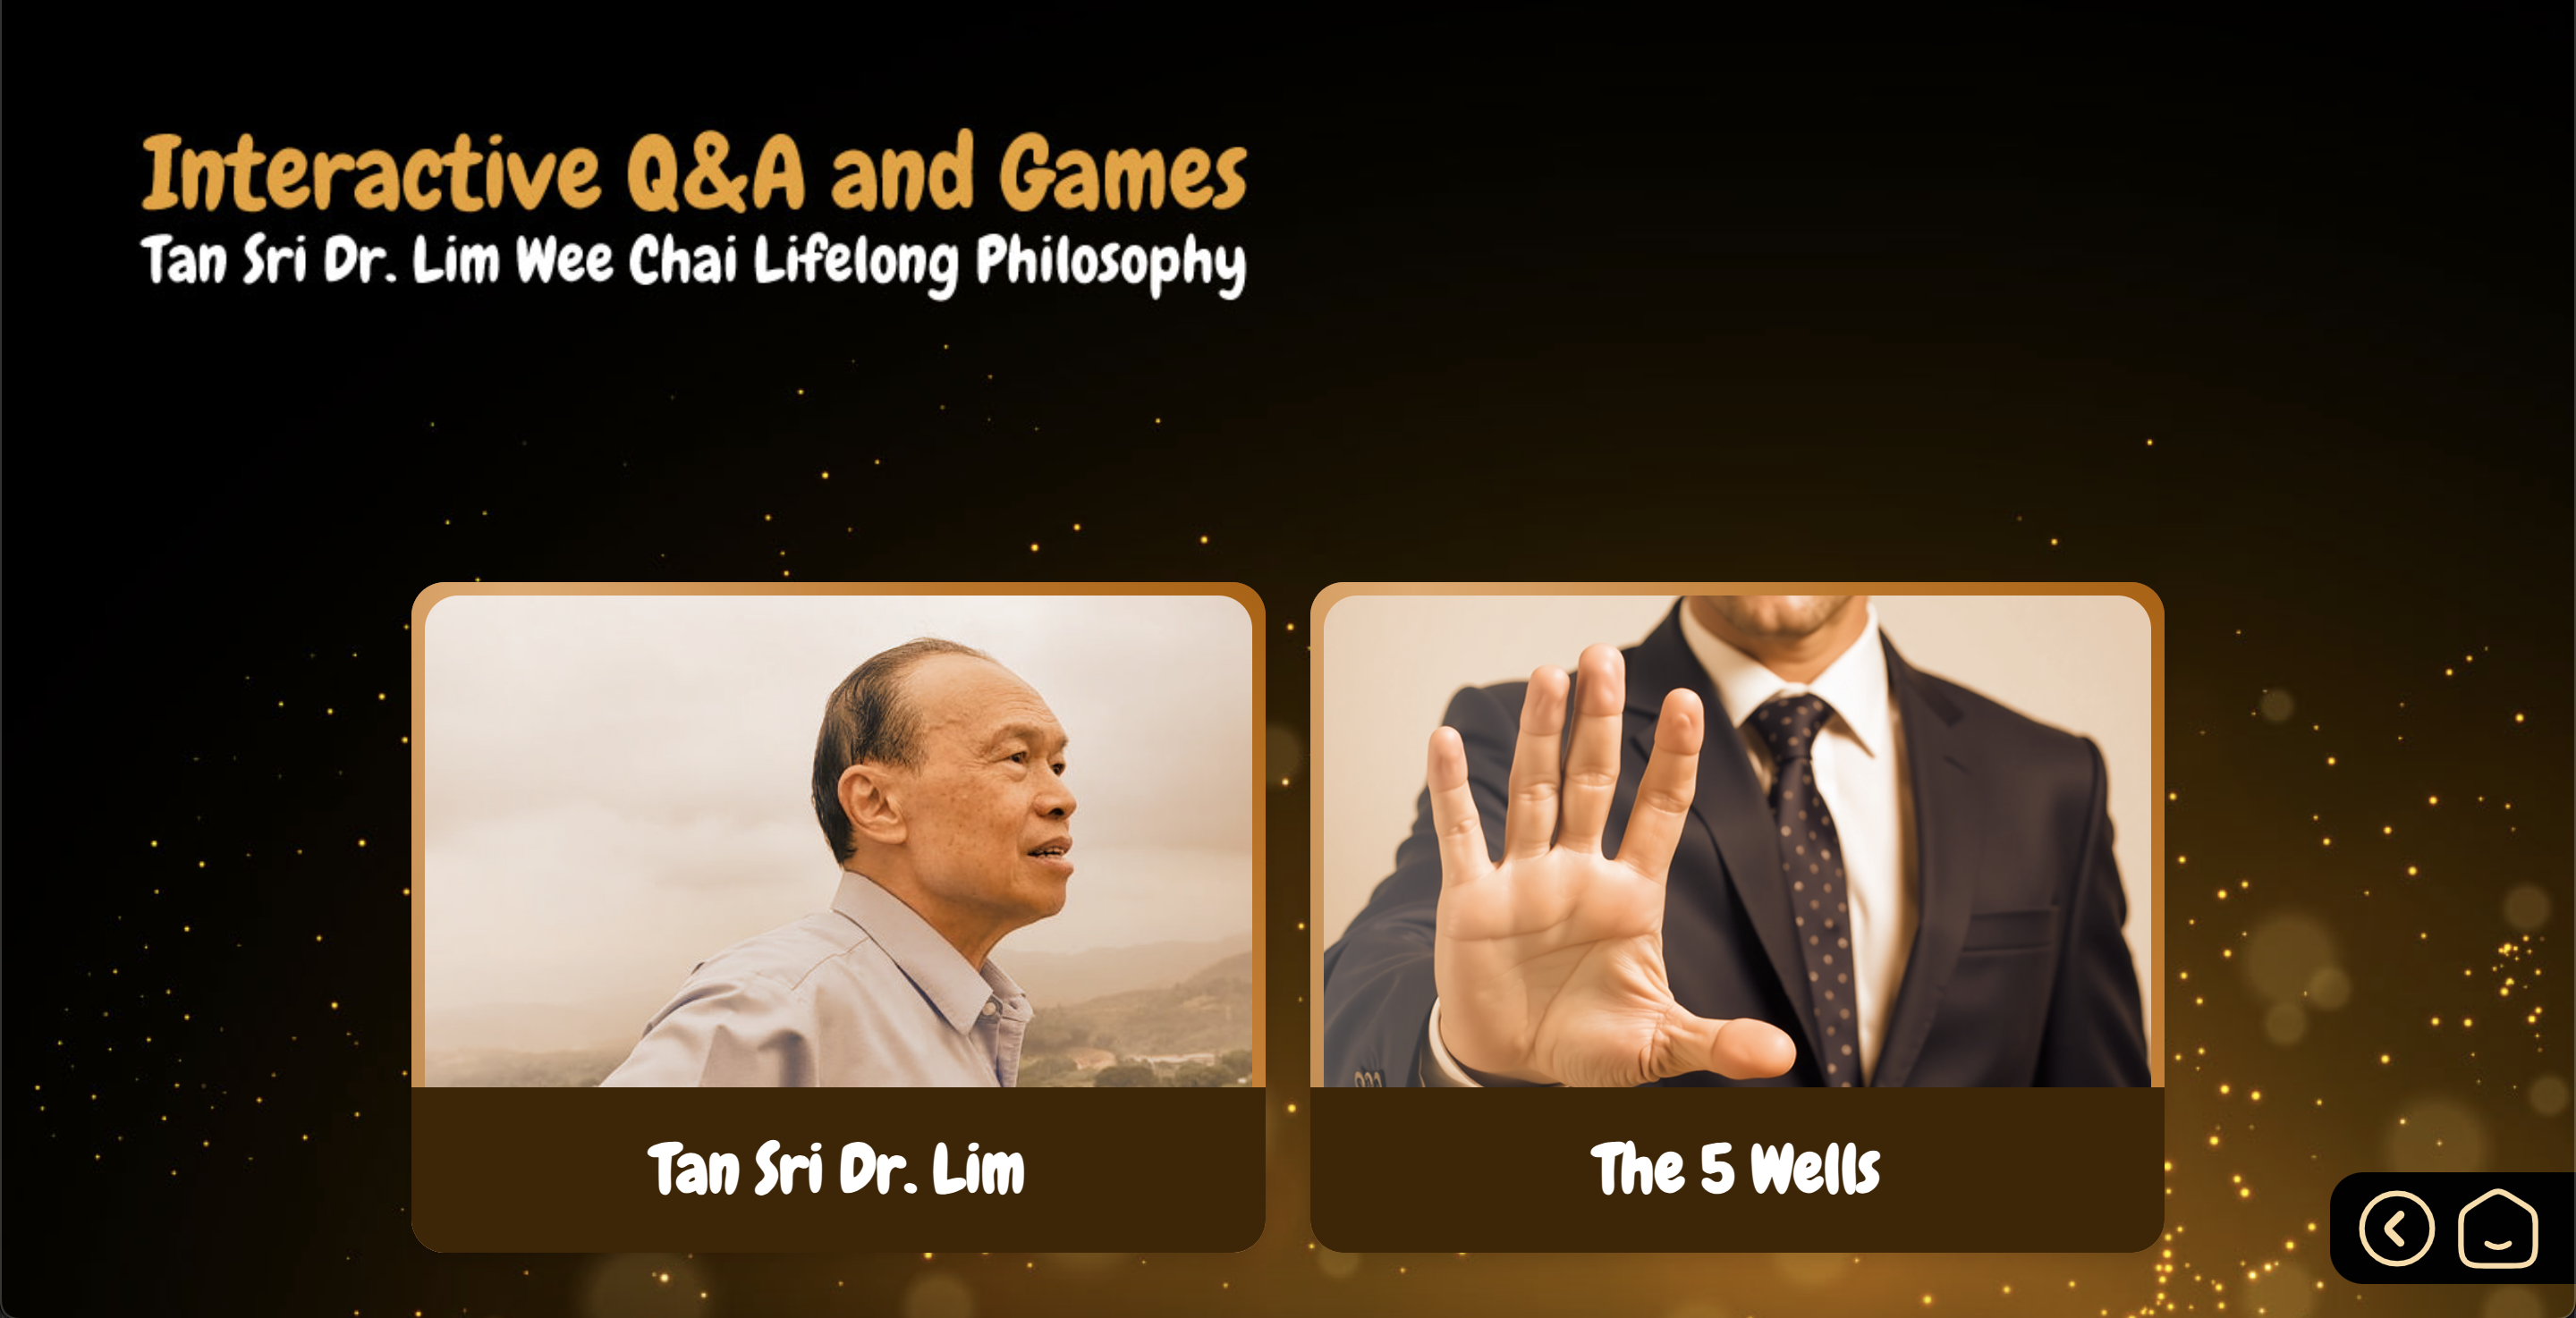 Interactive Q&A and Games
Tan Sri Dr. Lim Wee Chai Lifelong Philosophy
Tan Sri Dr. Lim
The 5 Wells